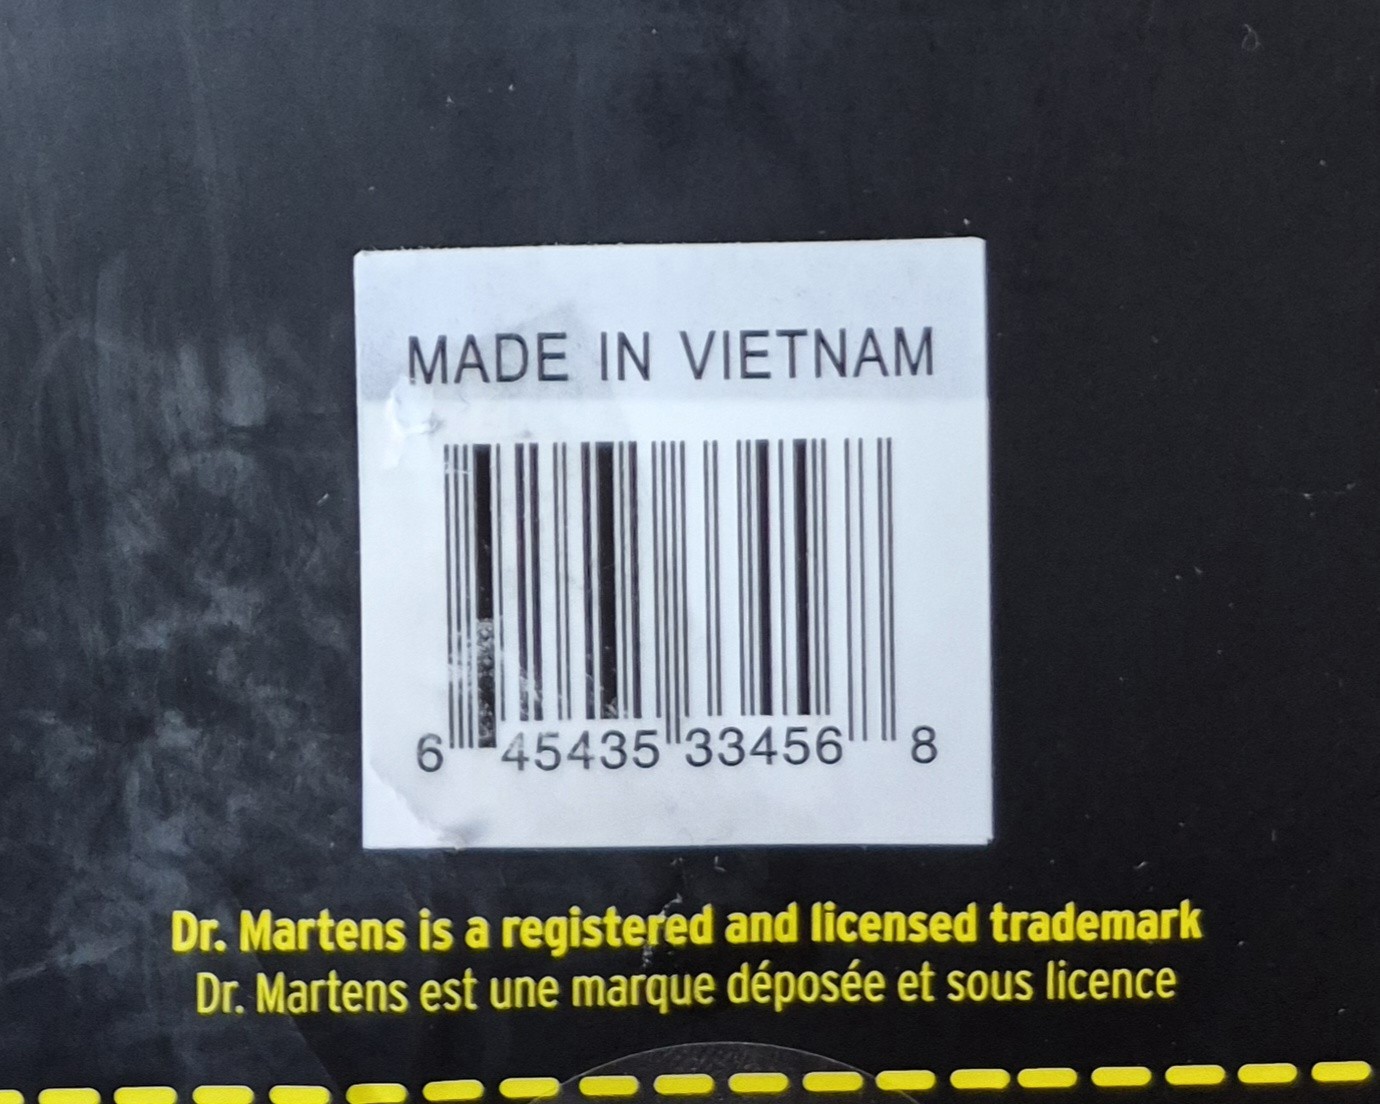 MADE IN VIETNAM
6 45435 33456 8
Dr. Martens is a registered and licensed trademark
Dr. Martens est une marque déposée et sous licence